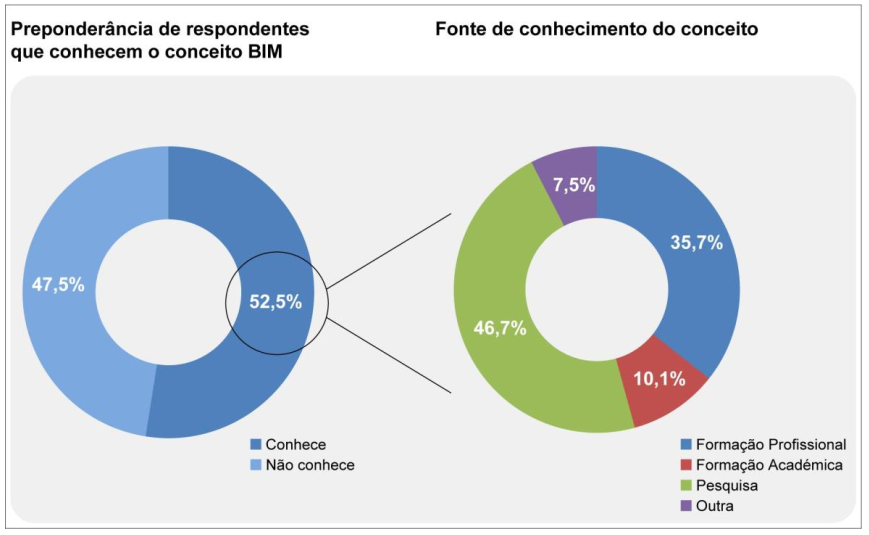 Preponderância de respondentes
que conhecem o conceito BIM
47,5%
52,5%
Conhece
Não conhece
Fonte de conhecimento do conceito
7,5%
35,7%
46,7%
10,1%
Formação Profissional
Formação Académica
Pesquisa
Outra